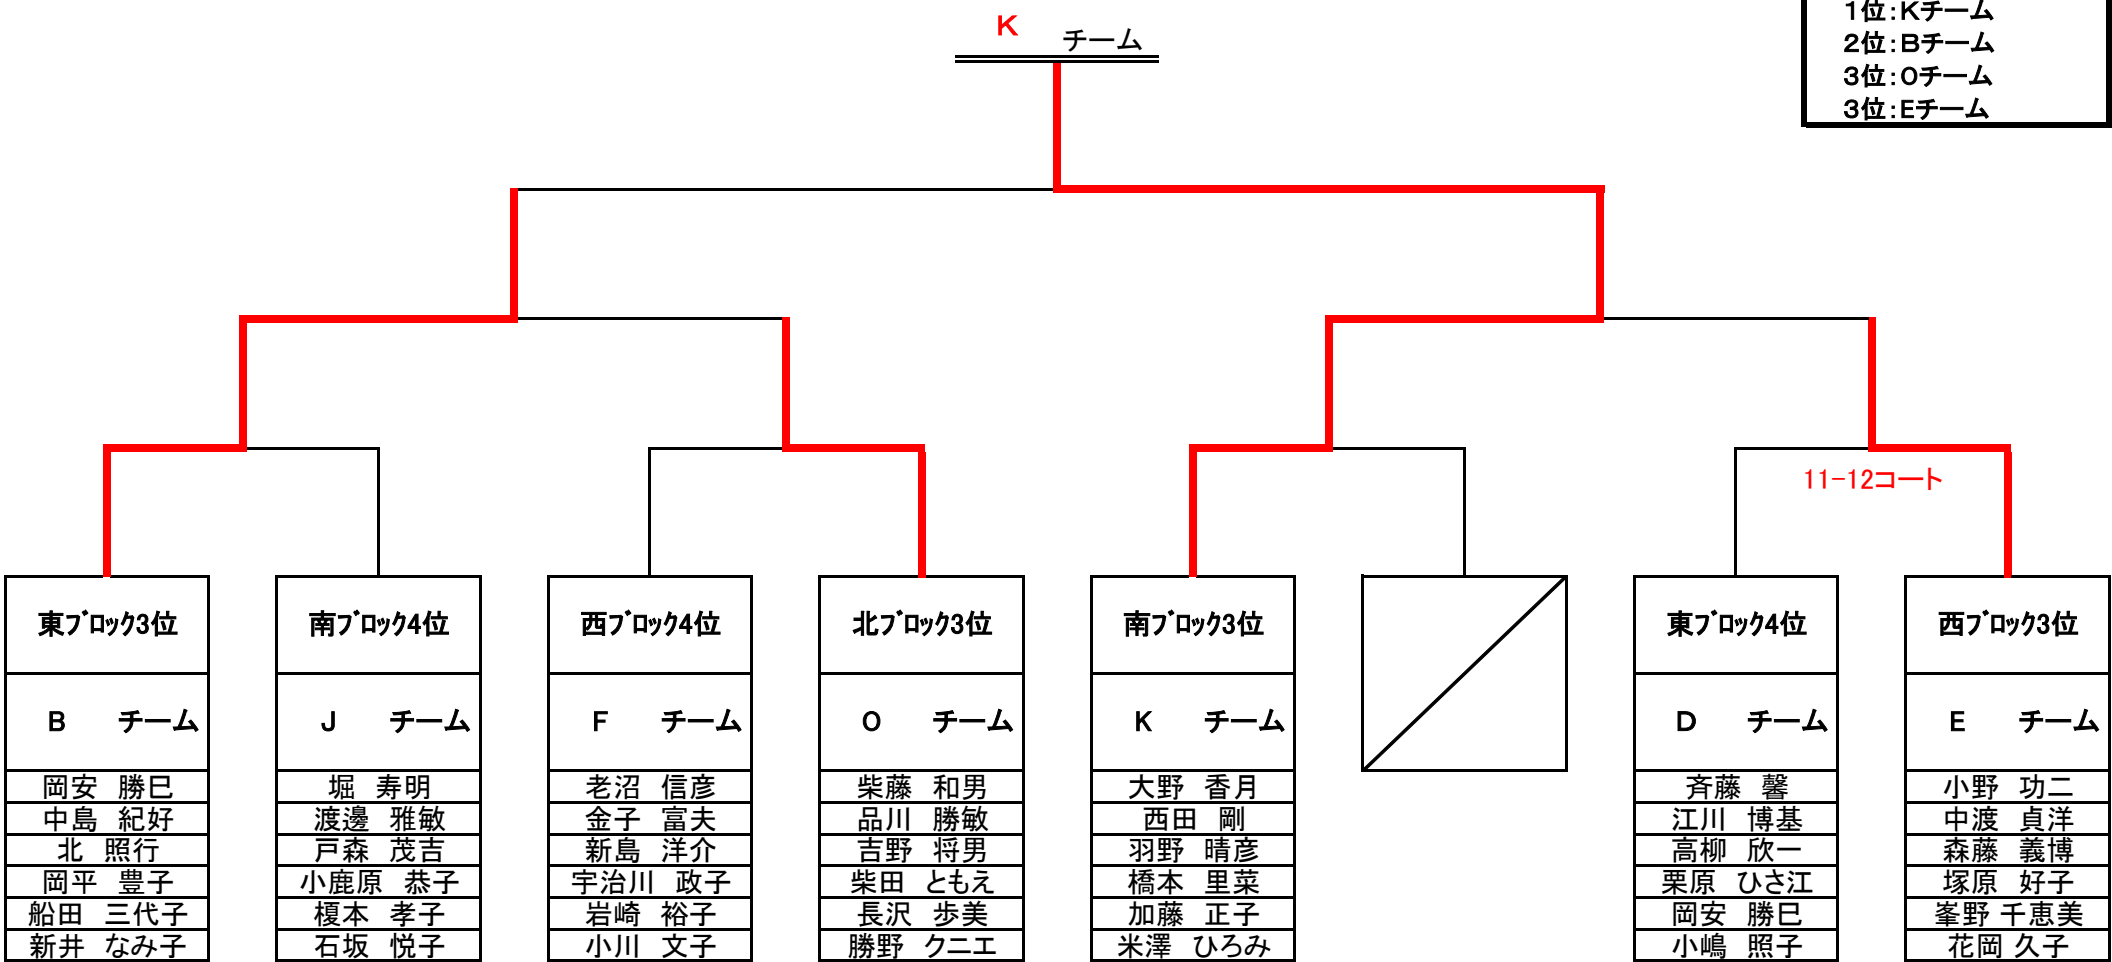 1位:Kチーム
2位:Bチーム
3位:Oチーム
3位:Eチーム
K チーム
11-12コート
東ブロック3位 南ブロック4位 西ブロック4位 北ブロック3位 南ブロック3位 東ブロック4位 西ブロック3位
B チーム J チーム F チーム O チーム K チーム D チーム E チーム
岡安 勝巳 堀 寿明 老沼 信彦 柴藤 和男 大野 香月 斉藤 馨 小野 功二
中島 紀好 渡邊 雅敏 金子 富夫 品川 勝敏 西田 剛 江川 博基 中渡 貞洋
北 照行 戸森 茂吉 新島 洋介 吉野 将男 羽野 晴彦 高柳 欣一 森藤 義博
岡平 豊子 小鹿原 恭子 宇治川 政子 柴田 ともえ 橋本 里菜 栗原 ひさ江 塚原 好子
船田 三代子 榎本 孝子 岩崎 裕子 長沢 歩美 加藤 正子 岡安 勝巳 峯野 千恵美
新井 なみ子 石坂 悦子 小川 文子 勝野 クニエ 米澤 ひろみ 小嶋 照子 花岡 久子